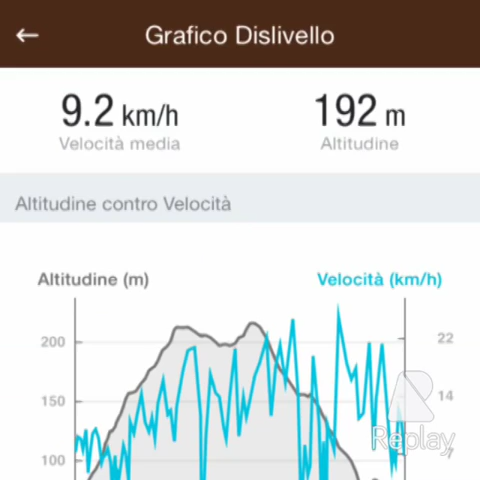 Grafico Dislivello
9.2 km/h
192 m
Velocità media
Altitudine
Altitudine contro Velocità
Altitudine (m)
Velocità (km/h)
200
22
150
14
Replay
100
7